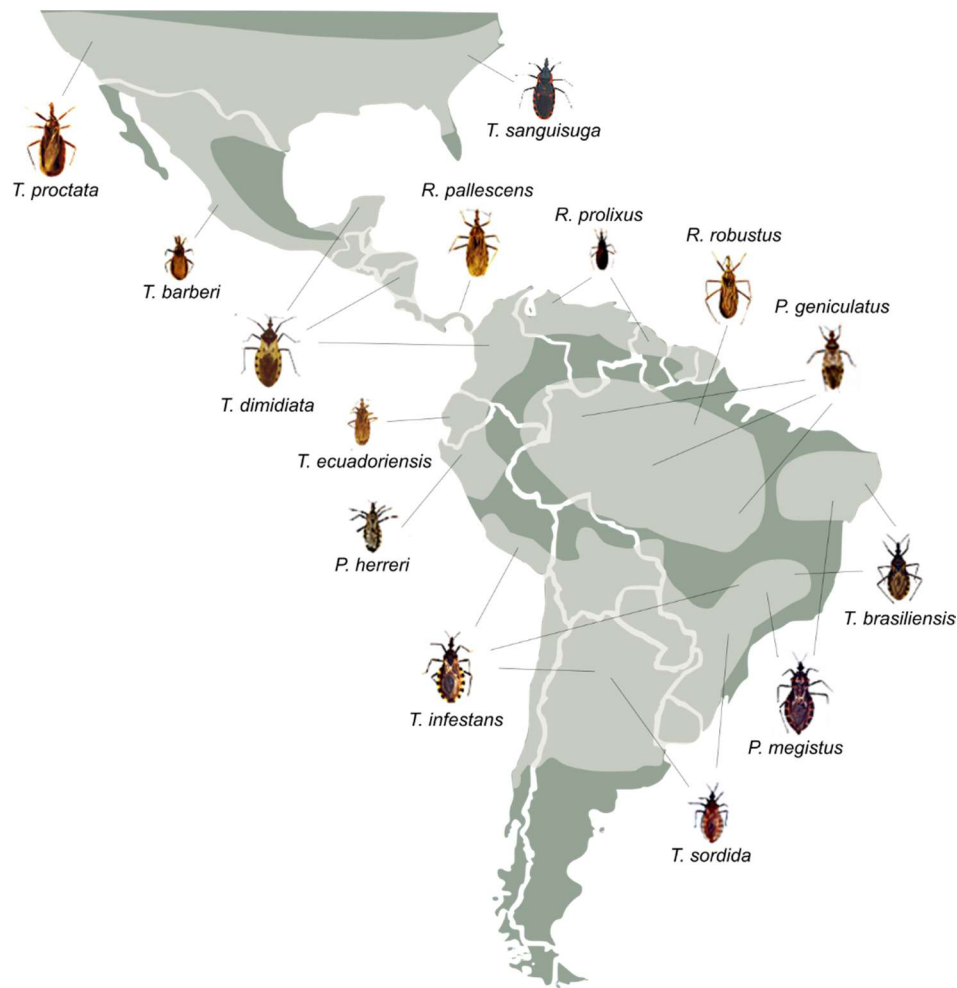 T. sanguisuga
T. proctata
R. pallescens
R. prolixus
R. robustus
T. barberi
P. geniculatus
T. dimidiata
T. ecuadoriensis
P. herreri
T. brasiliensis
T. infestans
P. megistus
T. sordida